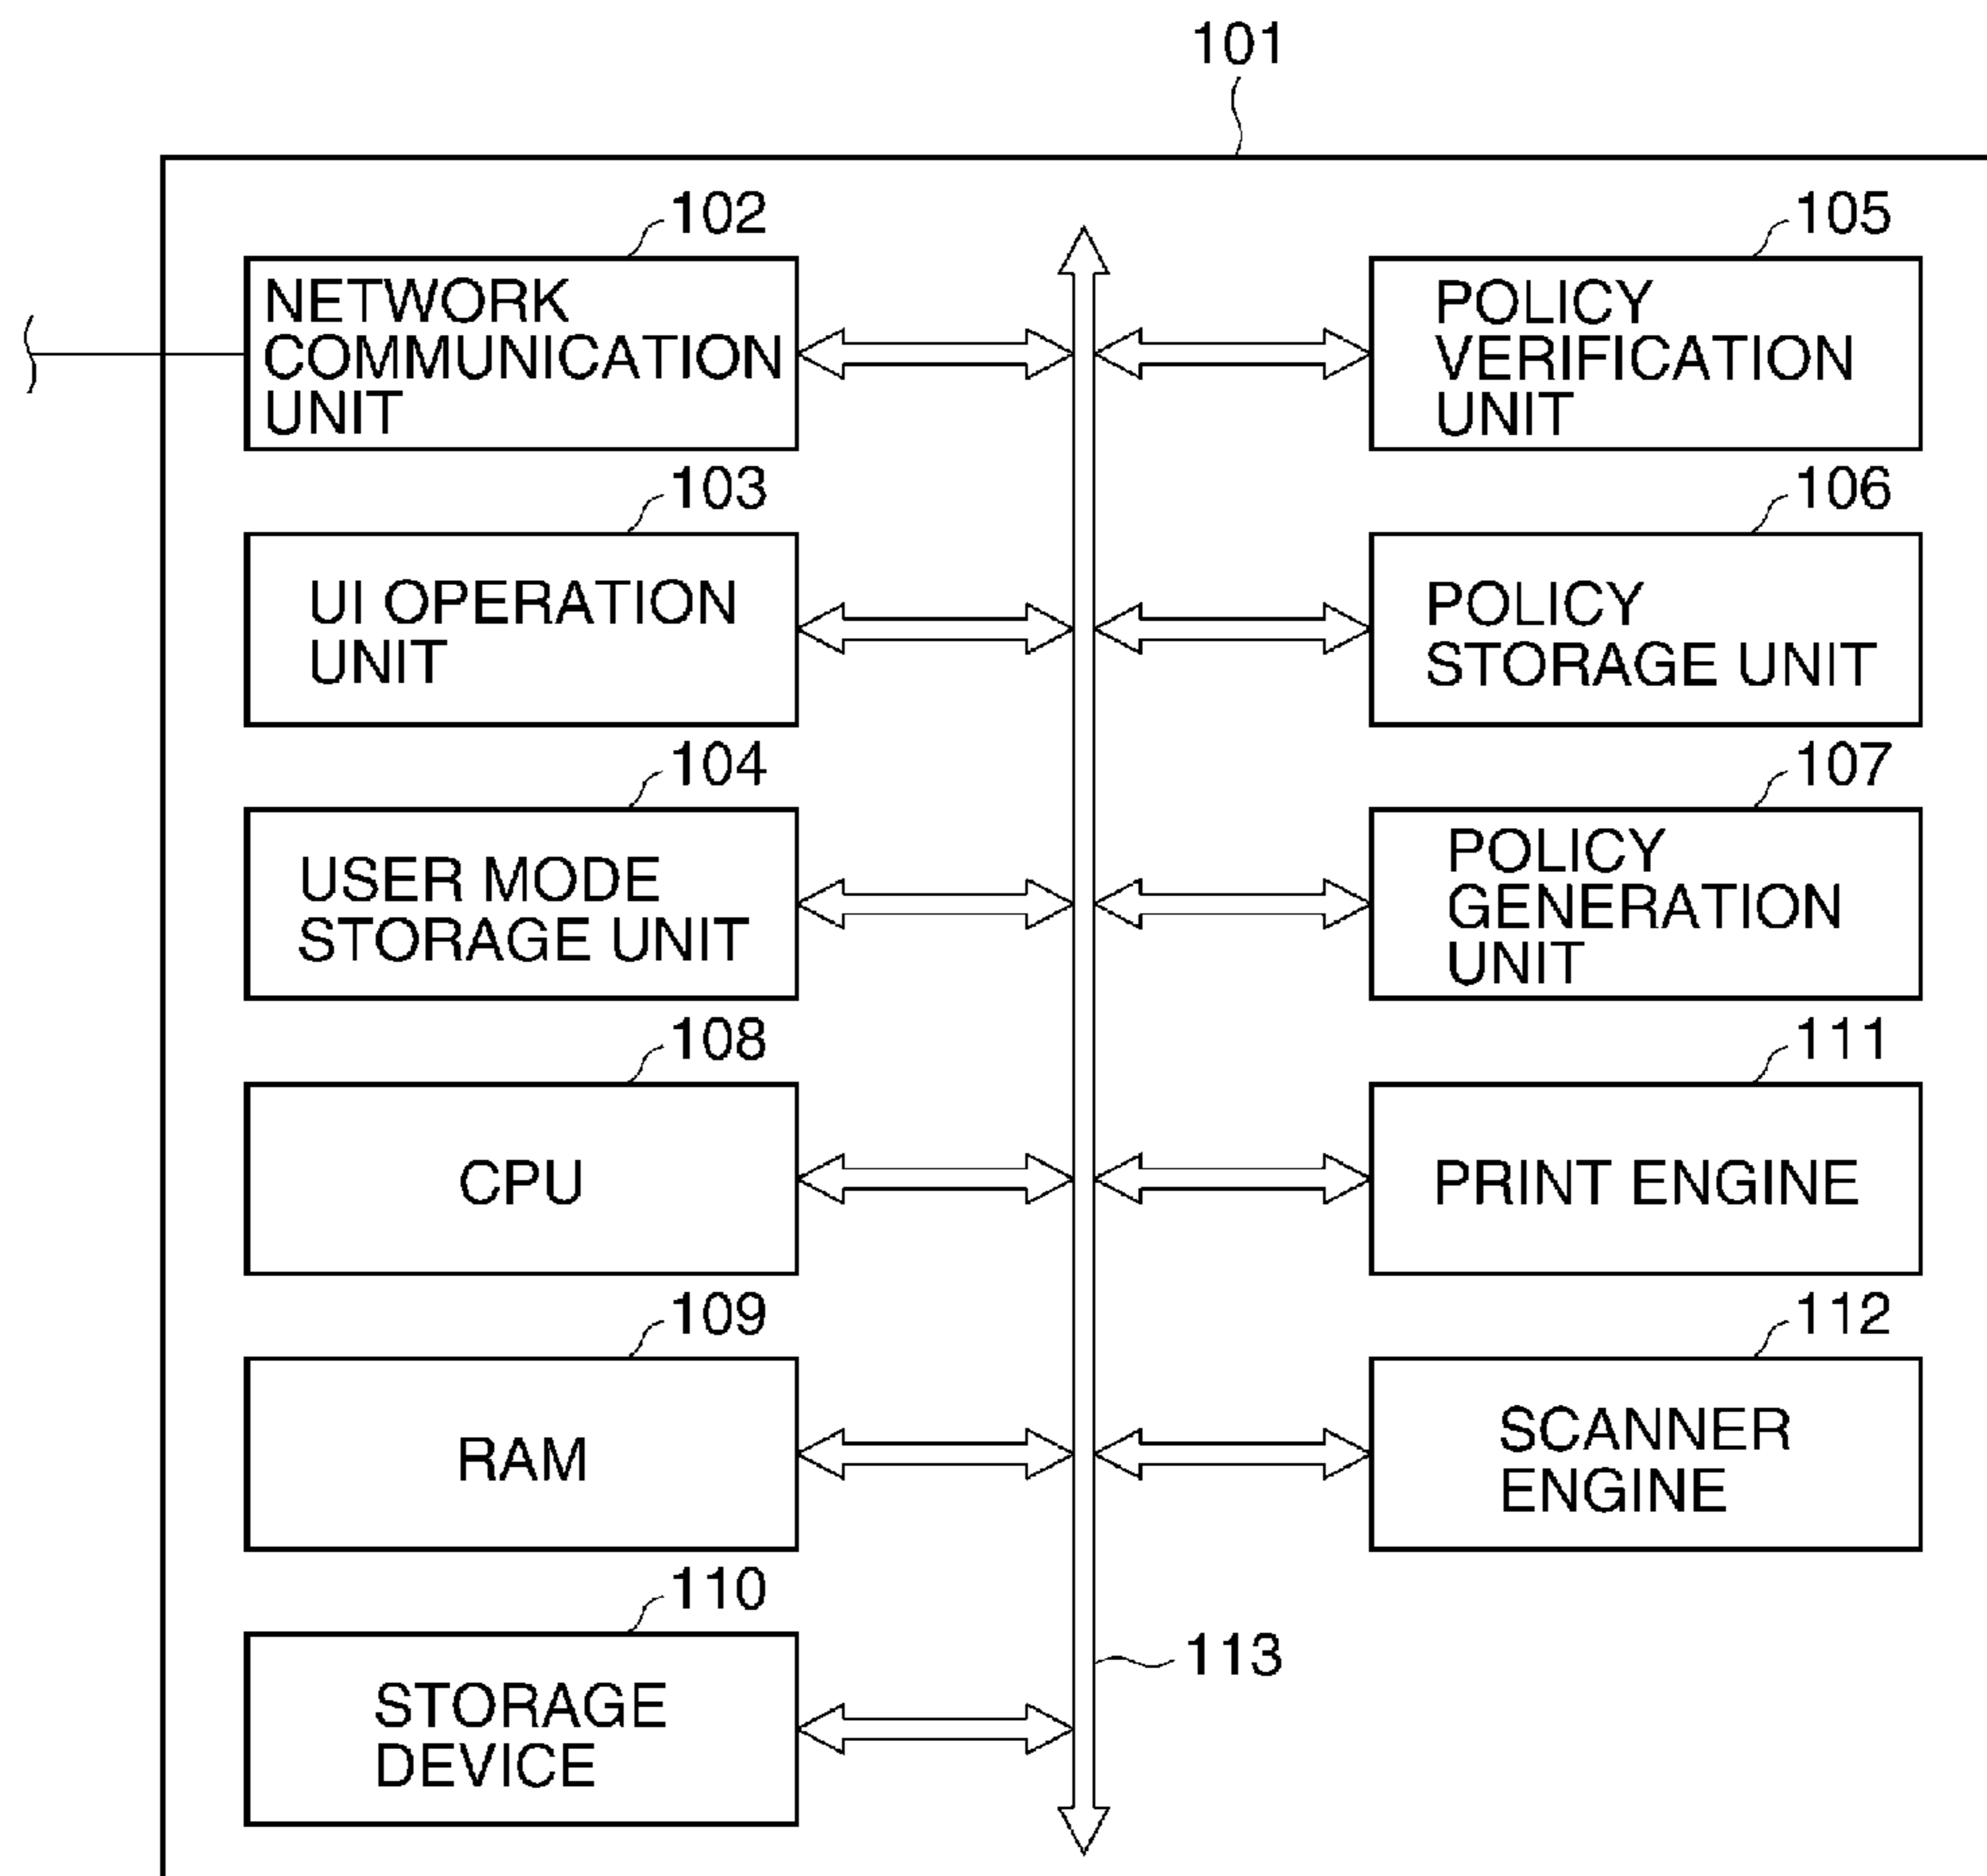 101
102
NETWORK
COMMUNICATION
UNIT
105
POLICY
VERIFICATION
UNIT
103
UI OPERATION
UNIT
106
POLICY
STORAGE UNIT
104
USER MODE
STORAGE UNIT
107
POLICY
GENERATION
UNIT
108
CPU
111
PRINT ENGINE
109
RAM
112
SCANNER
ENGINE
110
STORAGE
DEVICE
113